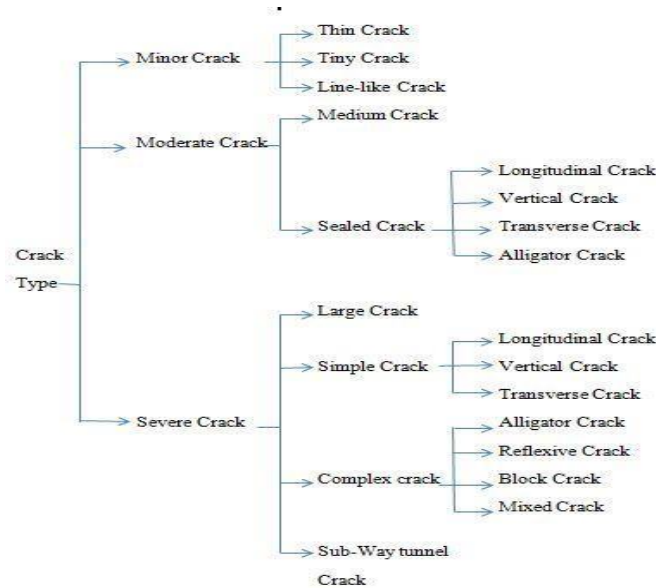 Thin Crack
Minor Crack
Tiny Crack
Line-like Crack
Medium Crack
Moderate Crack
Longitudinal Crack
Vertical Crack
Sealed Crack
Transverse Crack
Alligator Crack
Crack
Type
Large Crack
Longitudinal Crack
Simple Crack
Vertical Crack
Transverse Crack
Severe Crack
Alligator Crack
Reflexive Crack
Complex crack
Block Crack
Mixed Crack
Sub-Way tunnel
Crack